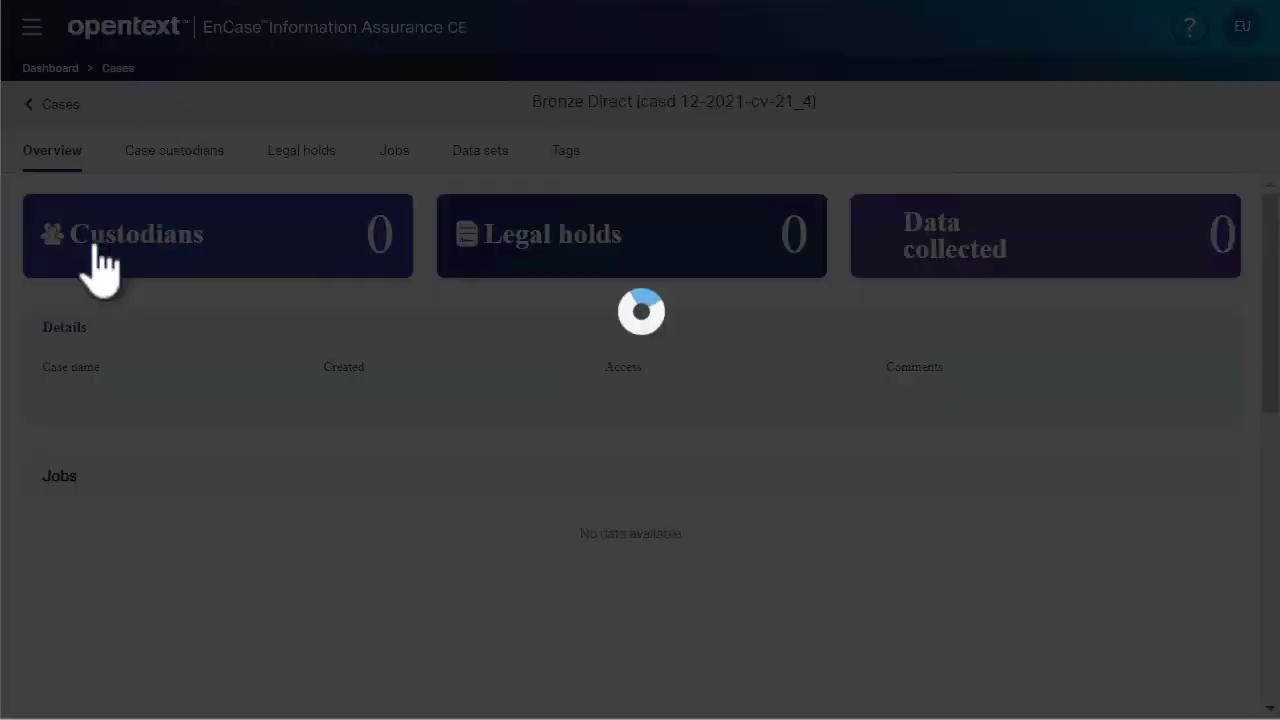 opentext™ | EnCase™ Information Assurance CE
? EU
Dashboard > Cases
Cases
Bronze Direct (casd 12-2021-cv-21_4)
Overview Case custodians Legal holds Jobs Data sets Tags
Custodians 0
Legal holds 0
Data
collected 0
Details
Case name Created Access Comments
Jobs
No data available.